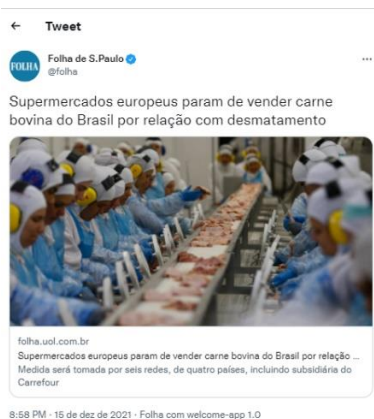 Tweet
FOLHA
Folha de S.Paulo
@folha
Supermercados europeus param de vender carne
bovina do Brasil por relação com desmatamento
folha.uol.com.br
Supermercados europeus param de vender carne bovina do Brasil por relação ...
Medida será tomada por seis redes, de quatro países, incluindo subsidiária do
Carrefour
8:58 PM · 15 de dez de 2021 · Folha com welcome-app 1.0